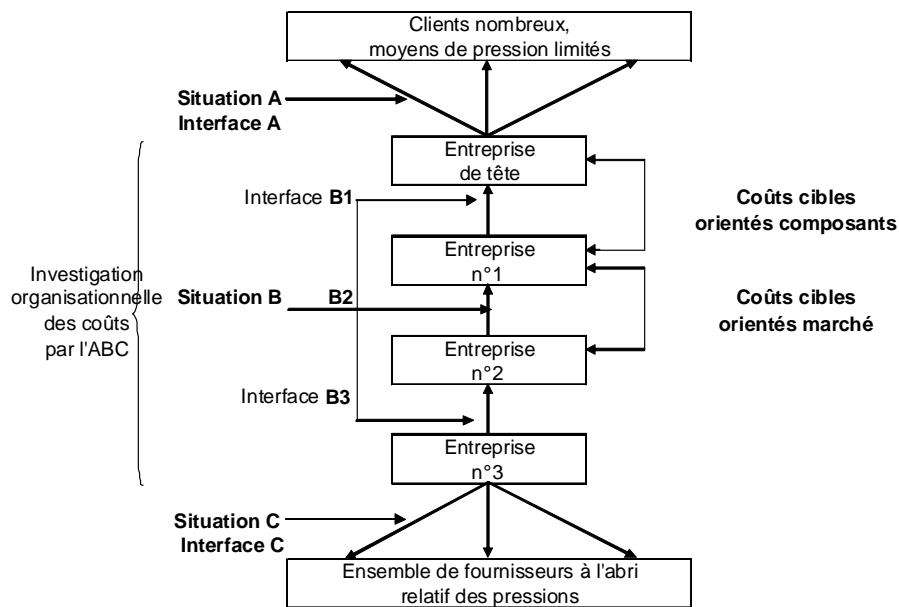 Clients nombreux,
moyens de pression limités
Situation A
Interface A
Entreprise
de tête
Interface B1
Coûts cibles
orientés composants
Entreprise
n°1
Investigation
organisationnelle
des coûts
par l'ABC
Situation B
B2
Coûts cibles
orientés marché
Entreprise
n°2
Interface B3
Entreprise
n°3
Situation C
Interface C
Ensemble de fournisseurs à l'abri
relatif des pressions